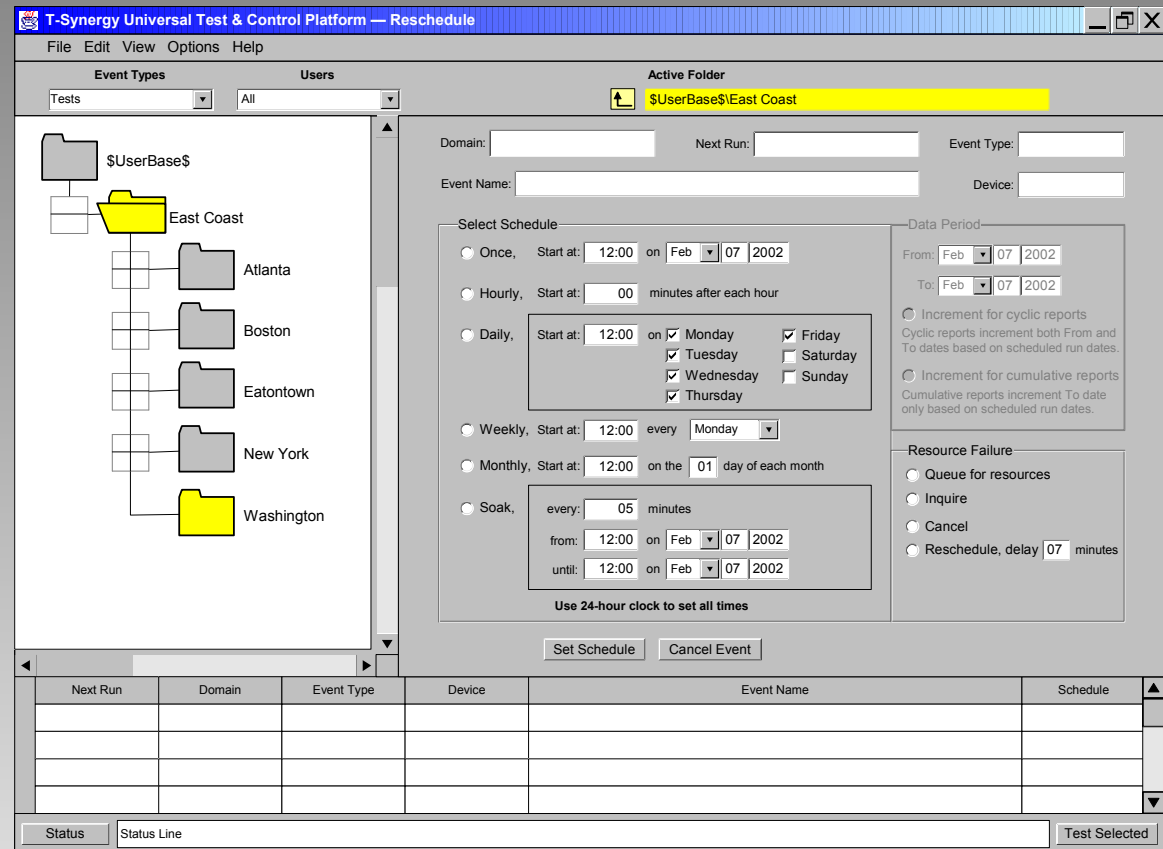 T-Synergy Universal Test & Control Platform — Reschedule
File Edit View Options Help
Event Types Users Active Folder
Tests All $UserBase$\East Coast
$UserBase$
East Coast
Atlanta
Boston
Eatontown
New York
Washington
Domain: Next Run: Event Type:
Event Name: Device:
Select Schedule
Once, Start at: 12:00 on Feb 07 2002
Hourly, Start at: 00 minutes after each hour
Daily, Start at: 12:00 on Monday Friday
Tuesday Saturday
Wednesday Sunday
Thursday
Weekly, Start at: 12:00 every Monday
Monthly, Start at: 12:00 on the 01 day of each month
Soak, every: 05 minutes
from: 12:00 on Feb 07 2002
until: 12:00 on Feb 07 2002
Use 24-hour clock to set all times
Data Period
From: Feb 07 2002
To: Feb 07 2002
Increment for cyclic reports
Cyclic reports increment both From and
To dates based on scheduled run dates.
Increment for cumulative reports
Cumulative reports increment To date
only based on scheduled run dates.
Resource Failure
Queue for resources
Inquire
Cancel
Reschedule, delay 07 minutes
Set Schedule Cancel Event
Next Run Domain Event Type Device Event Name Schedule
Status Status Line Test Selected